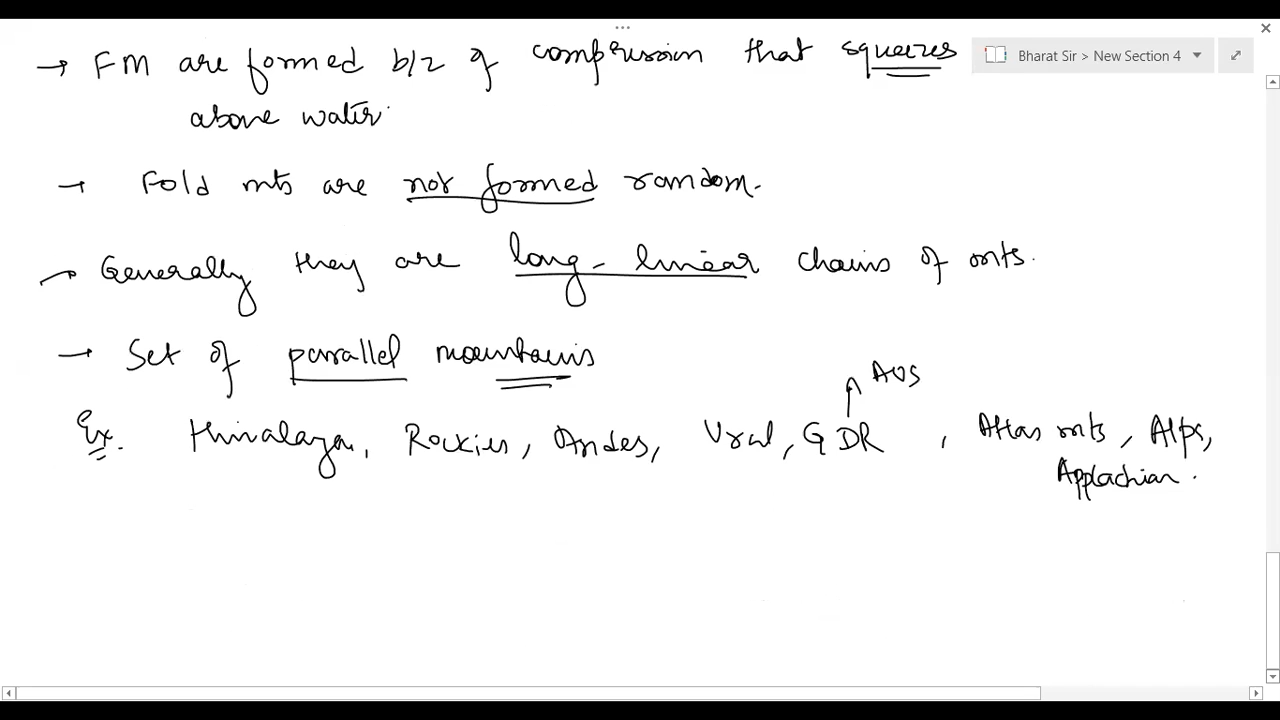 → FM are formed b/z of compression that squeezes
Bharat Sir > New Section 4
above water
→ Fold mts are not formed random.
→ Generally they are long-linear chains of mts.
→ Set of parallel mountains
AUS
Ex. Himalayan, Rockies, Andes, Ural, GDR, Atlas mts, Alps,
Applachian.